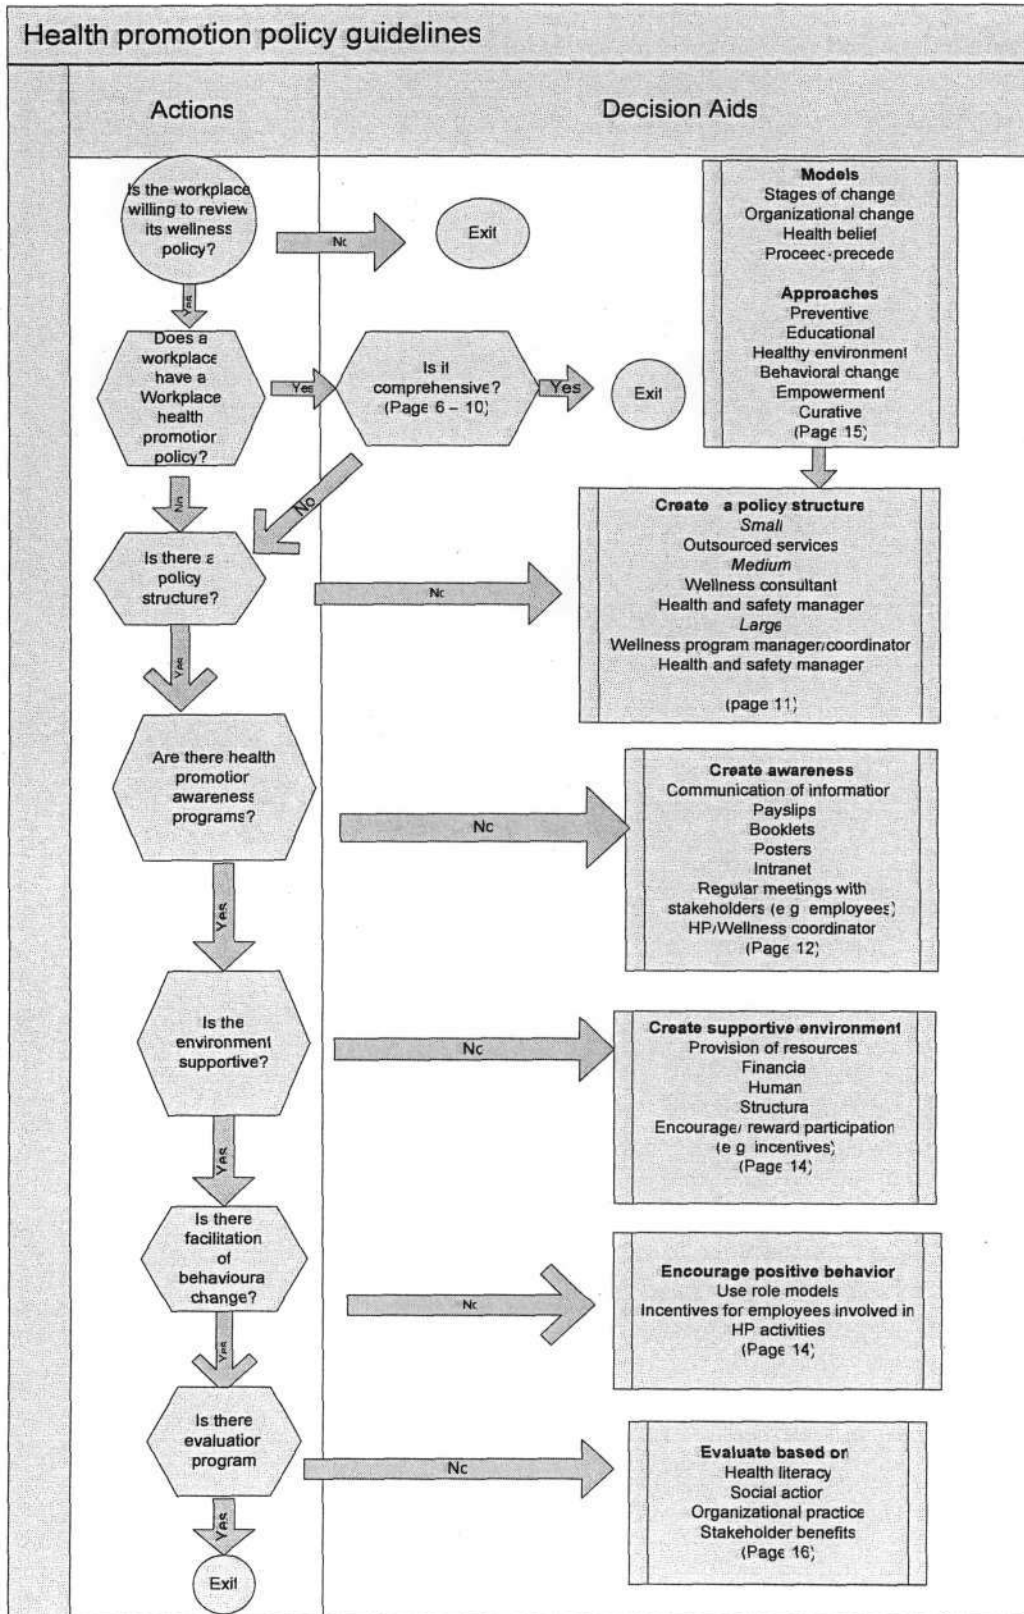 Health promotion policy guidelines
Actions
Decision Aids
Is the workplace
willing to review
its wellness
policy?
No
Exit
Models
Stages of change
Organizational change
Health belief
Proceed-precede
Approaches
Preventive
Educational
Healthy environment
Behavioral change
Empowerment
Curative
(Page 15)
Yes
Does a
workplace
have a
Workplace
health
promotion
policy?
Yes
Is it
comprehensive?
(Page 6 – 10)
Yes
Exit
No
No
Is there a
policy
structure?
No
Create a policy structure
Small
Outsourced services
Medium
Wellness consultant
Health and safety manager
Large
Wellness program manager/coordinator
Health and safety manager
(page 11)
Yes
Are there health
promotion
awareness
programs?
No
Create awareness
Communication of information
Payslips
Booklets
Posters
Intranet
Regular meetings with
stakeholders (e g employees)
HP/Wellness coordinator
(Page 12)
Yes
Is the
environment
supportive?
No
Create supportive environment
Provision of resources
Financia
Human
Structura
Encourage/ reward participation
(e g incentives)
(Page 14)
Yes
Is there
facilitation
of
behavioura
change?
No
Encourage positive behavior
Use role models
Incentives for employees involved in
HP activities
(Page 14)
Yes
Is there
evaluation
program
No
Evaluate based on
Health literacy
Social action
Organizational practice
Stakeholder benefits
(Page 16)
Yes
Exit